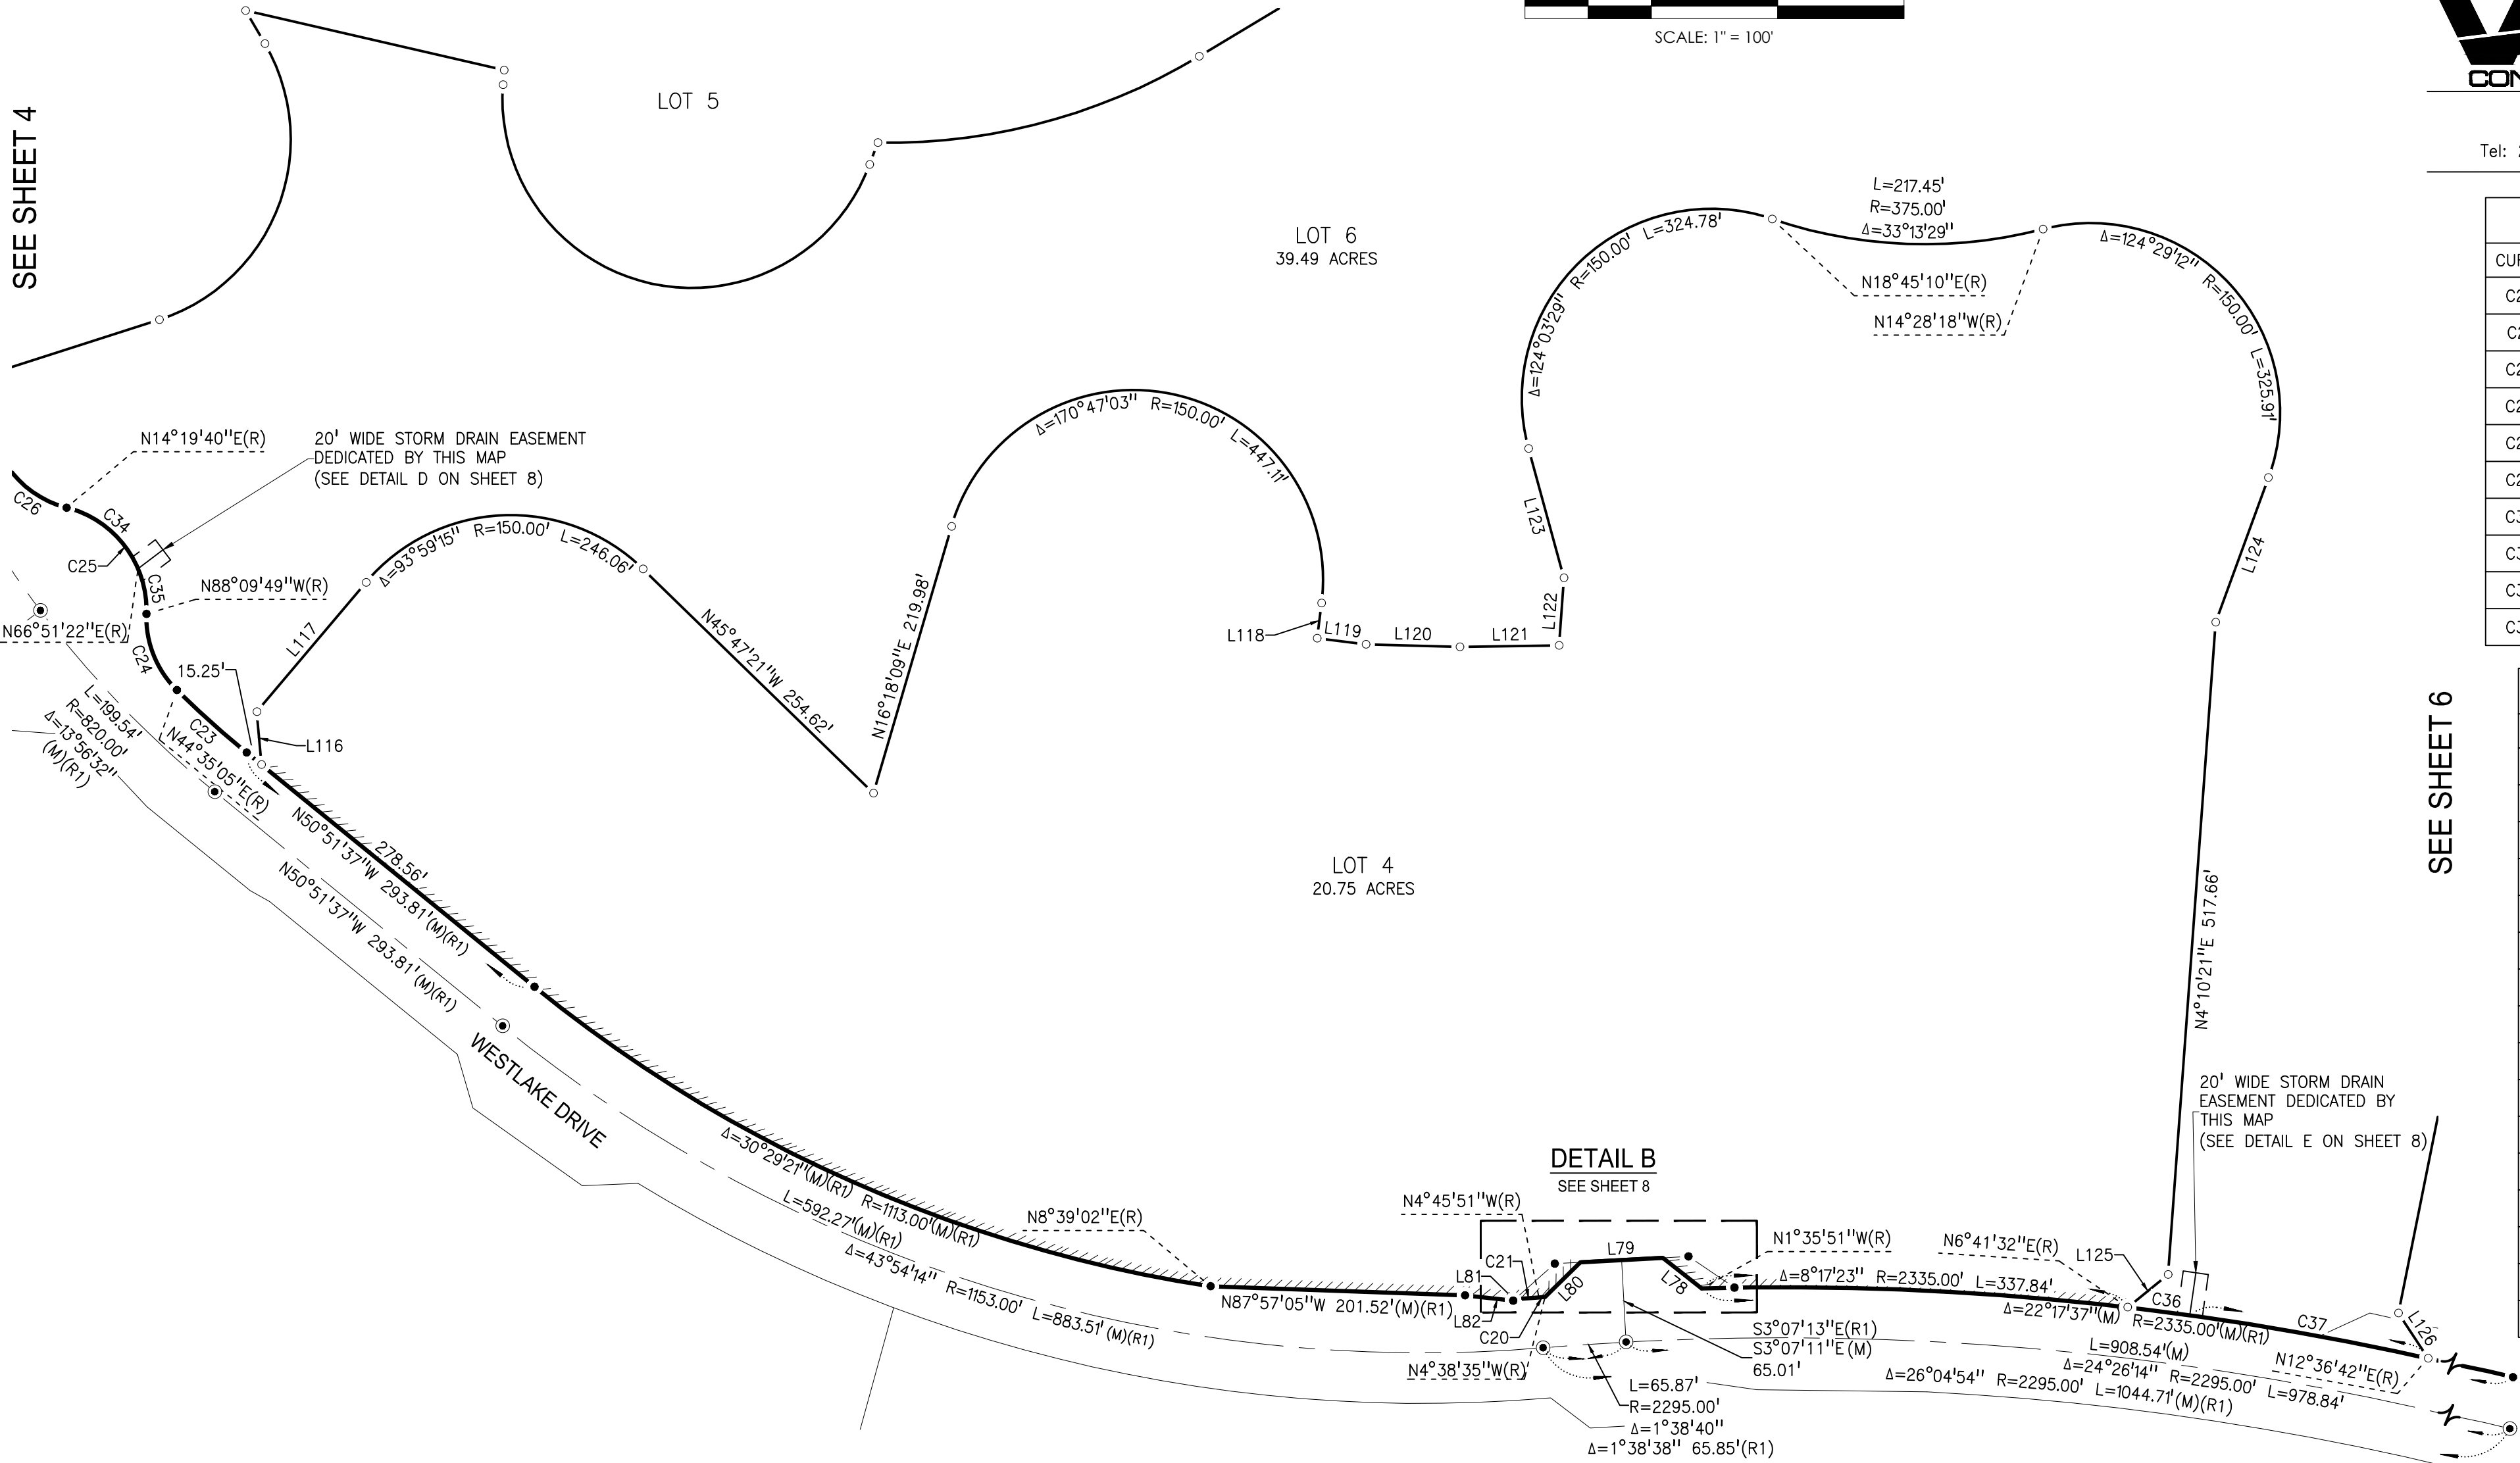 SCALE: 1" = 100'
SEE SHEET 4
LOT 5
Tel:
LOT 6
39.49 ACRES
L=217.45'
R=375.00'
Δ=33°13'29"
Δ=124°03'29" R=150.00' L=324.78'
Δ=124°29'12" R=150.00' L=325.91'
N18°45'10"E(R)
N14°28'18"W(R)
N14°19'40"E(R)
20' WIDE STORM DRAIN EASEMENT
DEDICATED BY THIS MAP
(SEE DETAIL D ON SHEET 8)
C26
C34
C25
C35
N88°09'49"W(R)
N66°51'22"E(R)
C24
15.25'
L117
Δ=93°59'15" R=150.00' L=246.06'
N45°47'21"W 254.62'
N16°18'09"E 219.98'
Δ=170°47'03" R=150.00' L=447.11'
L118
L119
L120
L121
L122
L123
L124
L=199.54'
R=820.00'
Δ=13°56'32"
(M)(R1)
C23
N44°35'05"E(R)
L116
278.56'
N50°51'37"W 293.81'(M)(R1)
N50°51'37"W 293.81'(M)(R1)
SEE SHEET 6
LOT 4
20.75 ACRES
N4°10'21"E 517.66'
WESTLAKE DRIVE
20' WIDE STORM DRAIN
EASEMENT DEDICATED BY
THIS MAP
(SEE DETAIL E ON SHEET 8)
Δ=30°29'21"(M)(R1) R=1113.00'(M)(R1)
L=592.27'(M)(R1)
Δ=43°54'14" R=1153.00' L=883.51'(M)(R1)
N8°39'02"E(R)
DETAIL B
SEE SHEET 8
N4°45'51"W(R)
C21
L79
L81
L80
L78
N87°57'05"W 201.52'(M)(R1)
L82
C20
N4°38'35"W(R)
N1°35'51"W(R)
N6°41'32"E(R)
L125
Δ=8°17'23" R=2335.00' L=337.84'
C36
Δ=22°17'37"(M) R=2335.00'(M)(R1)
L=908.54'(M)
C37
L126
S3°07'13"E(R1)
S3°07'11"E(M)
65.01'
N12°36'42"E(R)
Δ=24°26'14" R=2295.00' L=978.84'
Δ=26°04'54" R=2295.00' L=1044.71'(M)(R1)
L=65.87'
R=2295.00'
Δ=1°38'40"
Δ=1°38'38" 65.85'(R1)